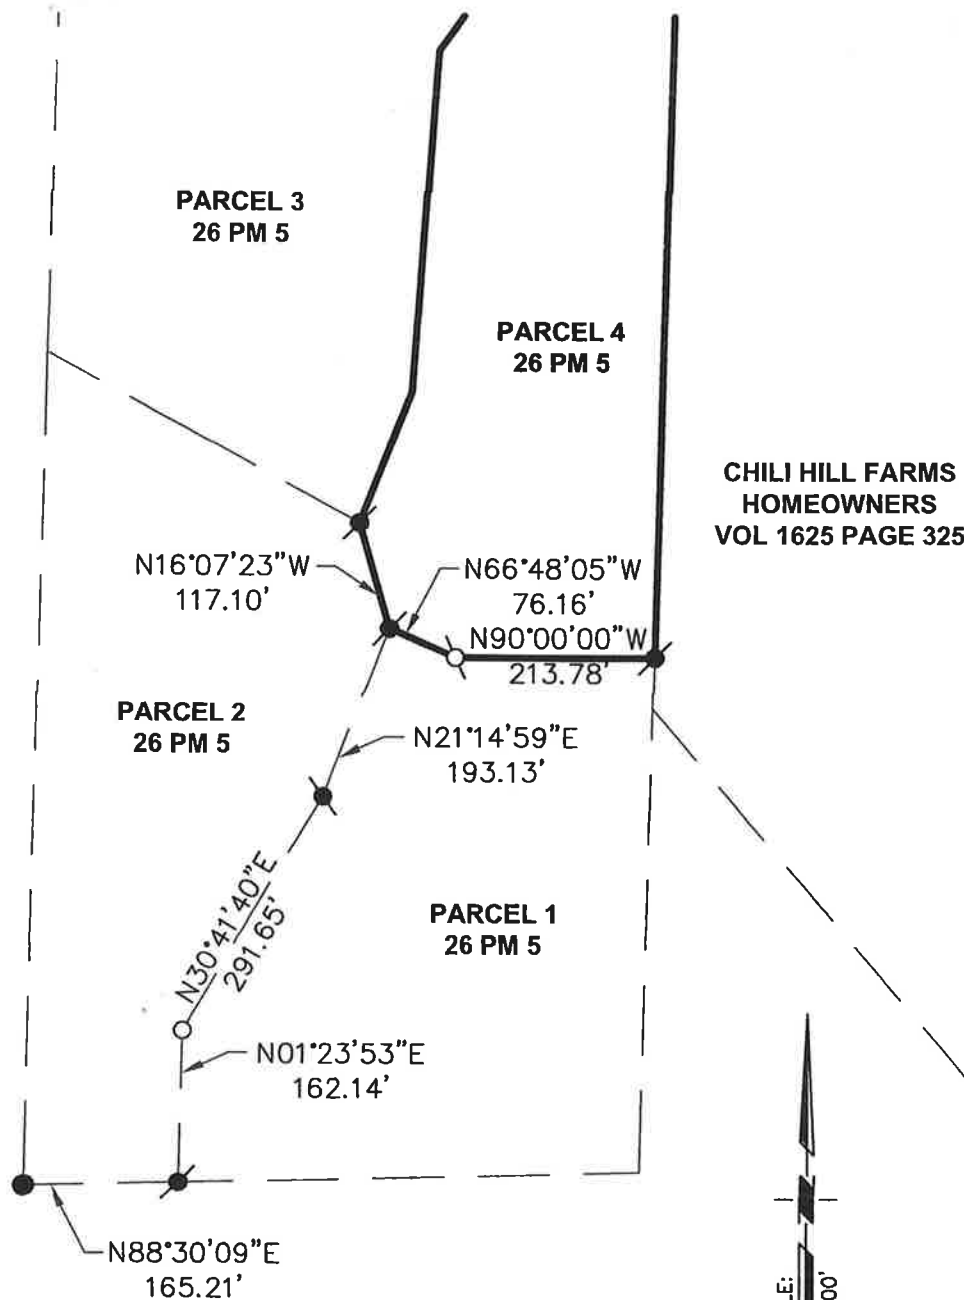 PARCEL 3
26 PM 5
PARCEL 4
26 PM 5
CHILI HILL FARMS
HOMEOWNERS
VOL 1625 PAGE 325
N16°07'23"W
117.10'
N66°48'05"W
76.16'
N90°00'00"W
213.78'
PARCEL 2
26 PM 5
N21°14'59"E
193.13'
N30°41'40"E
291.65'
PARCEL 1
26 PM 5
N01°23'53"E
162.14'
N88°30'09"E
165.21'
LE:
00'